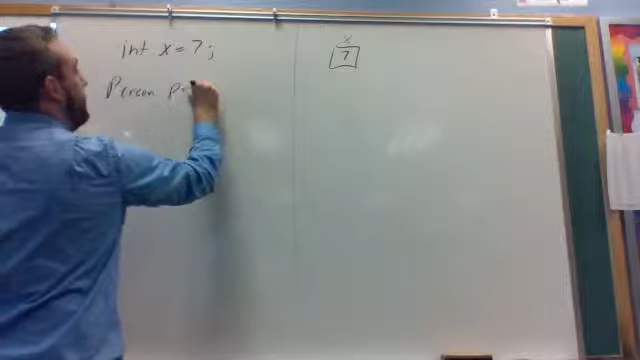 int x = 7;
x
7
Person p